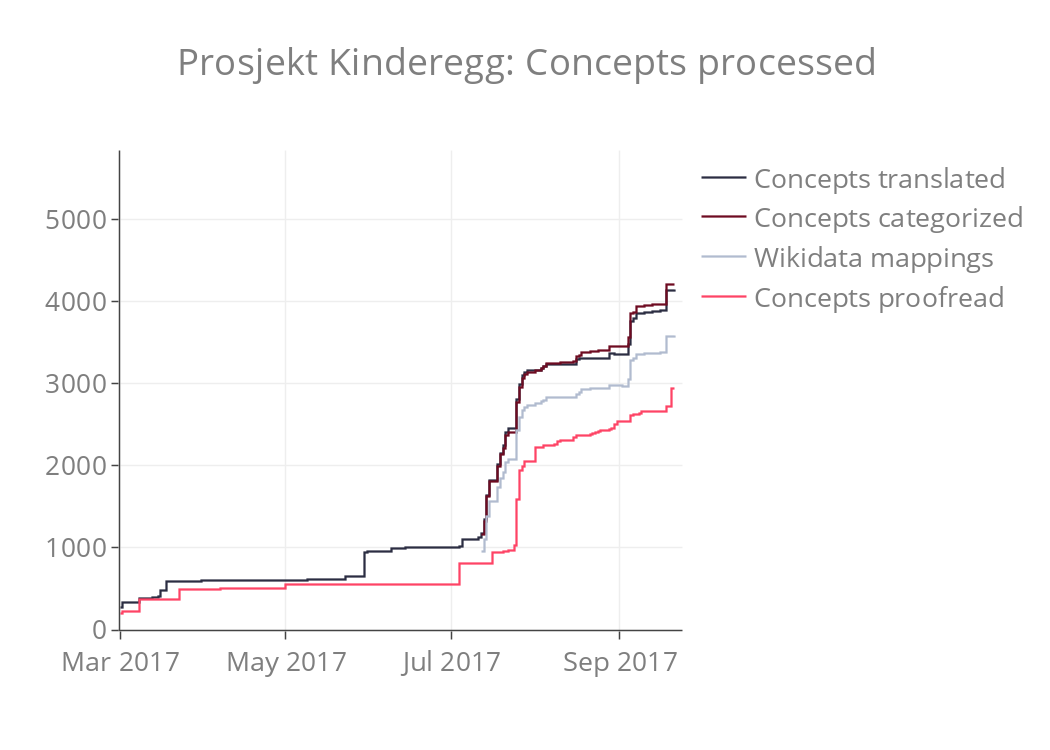 Prosjekt Kinderegg: Concepts processed
Concepts translated
Concepts categorized
Wikidata mappings
Concepts proofread
5000
4000
3000
2000
1000
0
Mar 2017 May 2017 Jul 2017 Sep 2017